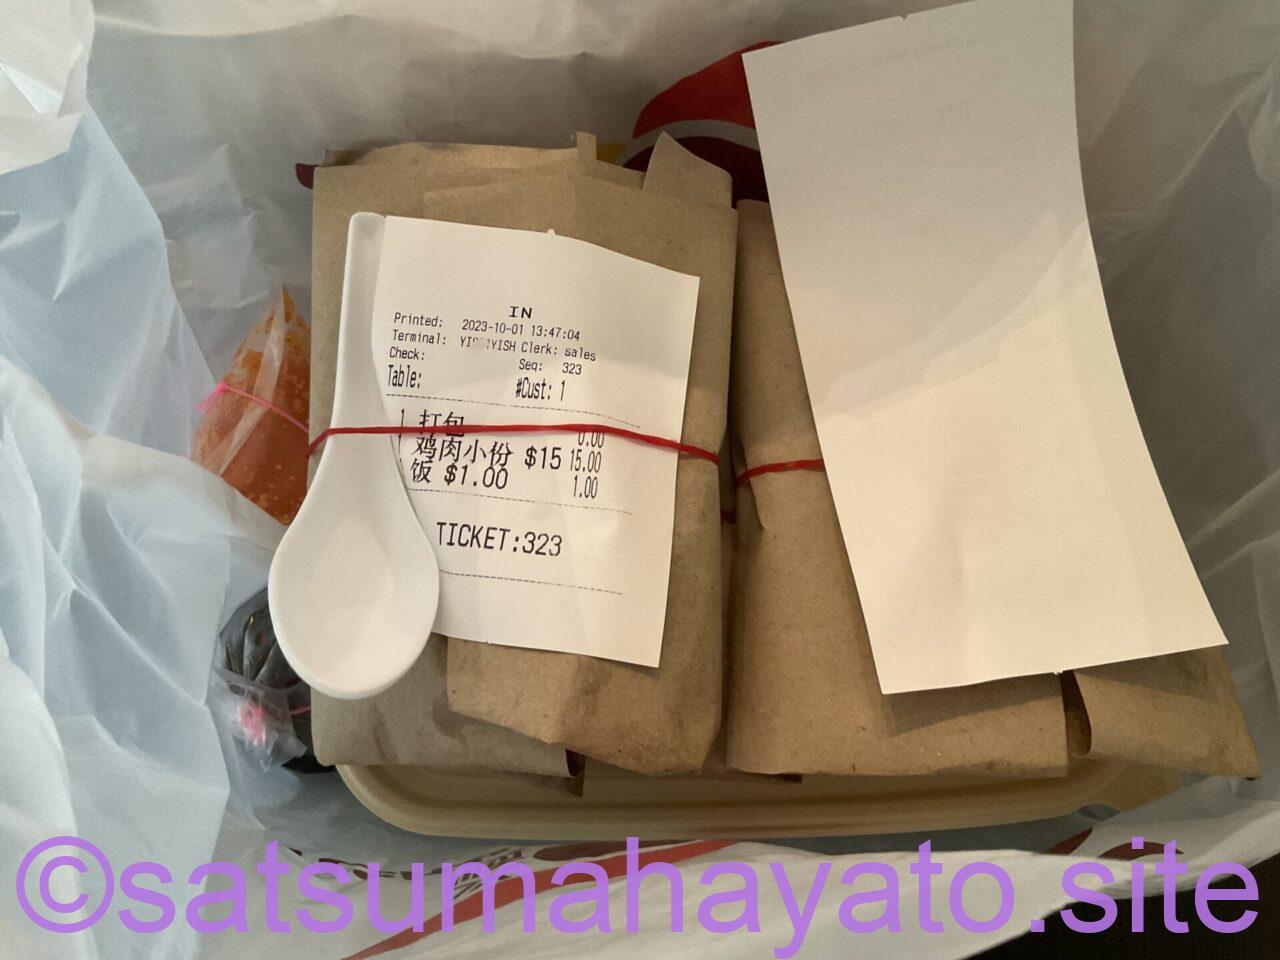 IN
Printed: 2023-10-01 13:47:04
Terminal: Clerk: sales
Check: Seq: 323
Table: #Cust: 1
1 打包 0.00
鸡肉小份 $15 15.00
饭 $1.00 1.00
TICKET:323
©satsumahayato.site